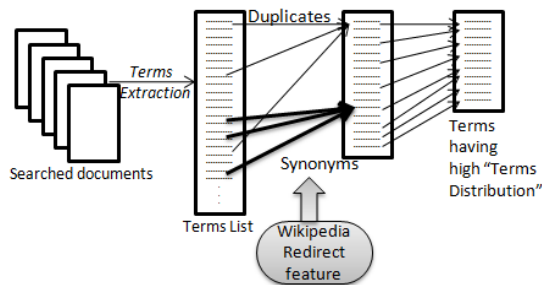 Duplicates
Terms
Extraction
Searched documents
Terms List
Synonyms
Terms
having
high “Terms
Distribution”
Wikipedia
Redirect
feature